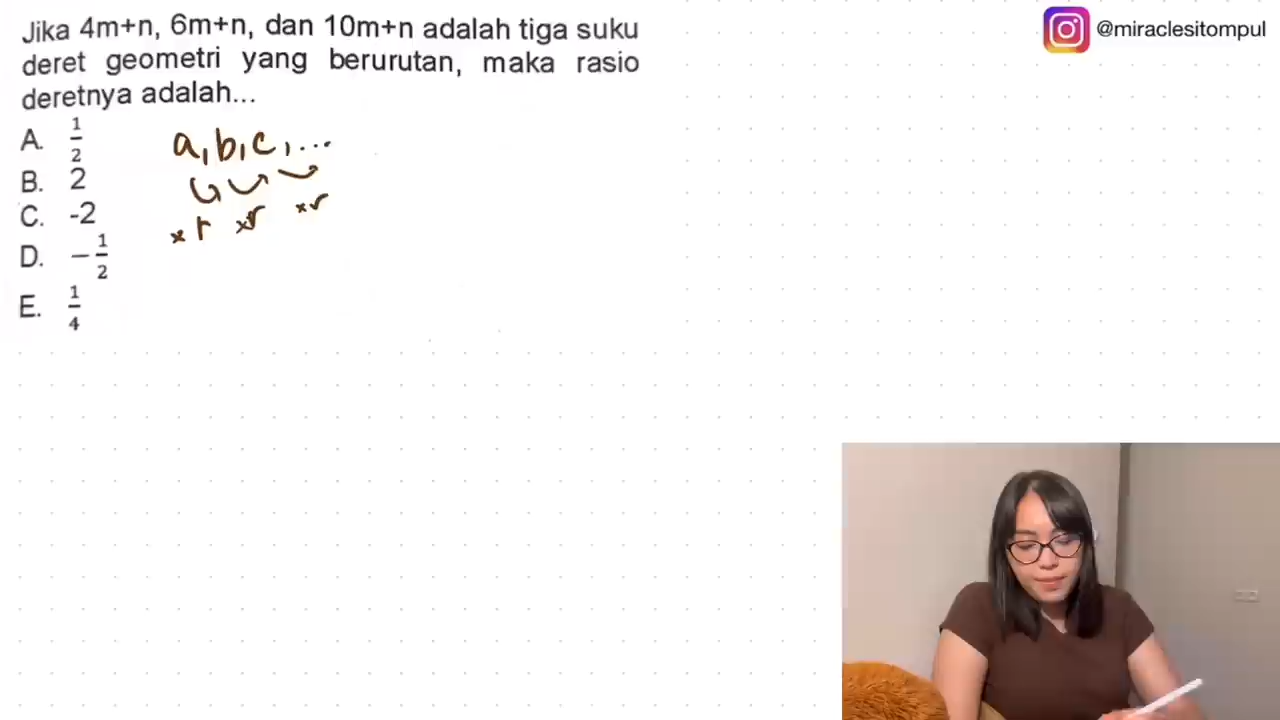 Jika 4m+n, 6m+n, dan 10m+n adalah tiga suku
deret geometri yang berurutan, maka rasio
deretnya adalah...
A. 1/2
B. 2
C. -2
D. -1/2
E. 1/4
a, b, c, ...
×r ×r ×r
@miraclesitompul